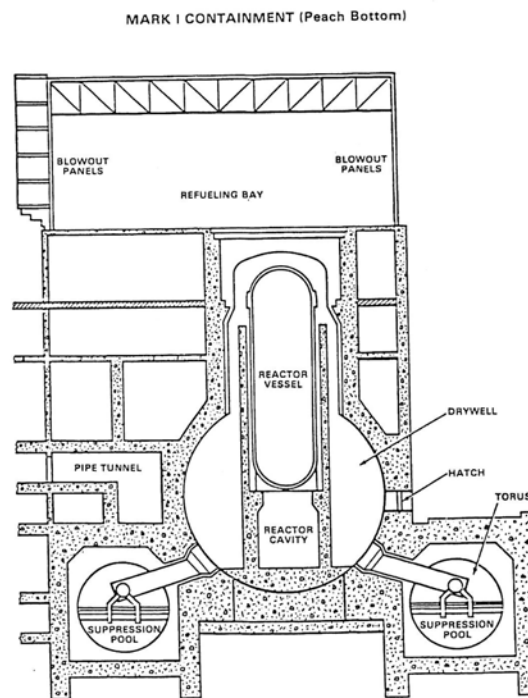 MARK I CONTAINMENT (Peach Bottom)
BLOWOUT
PANELS
BLOWOUT
PANELS
REFUELING BAY
REACTOR
VESSEL
DRYWELL
PIPE TUNNEL
HATCH
TORUS
REACTOR
CAVITY
SUPPRESSION
POOL
SUPPRESSION
POOL